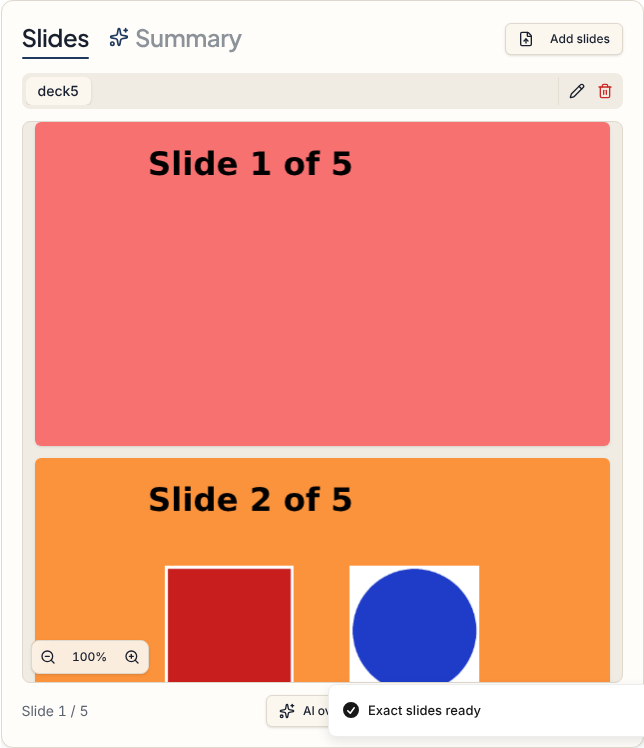 Slides
Summary
Add slides
deck5
Slide 1 of 5
Slide 2 of 5
100%
Slide 1 / 5
AI
Exact slides ready